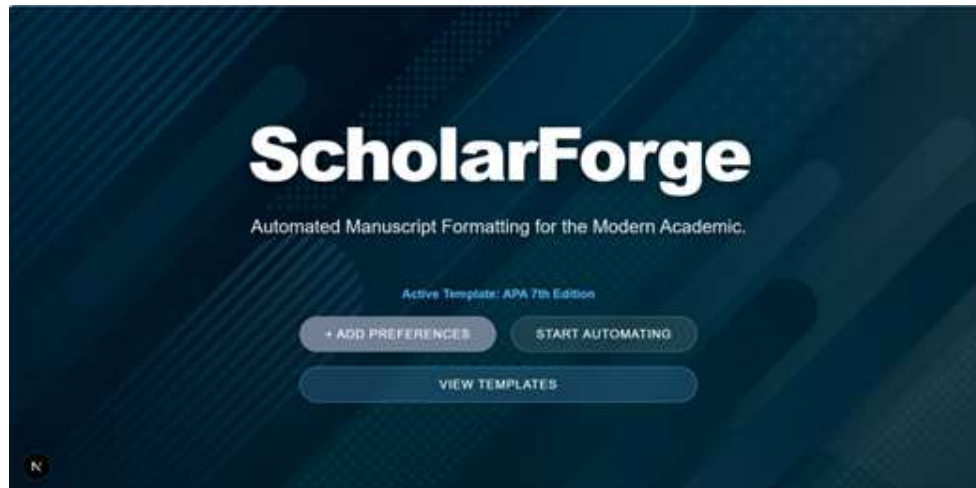 ScholarForge
Automated Manuscript Formatting for the Modern Academic.
Active Template: APA 7th Edition
+ ADD PREFERENCES
START AUTOMATING
VIEW TEMPLATES
N